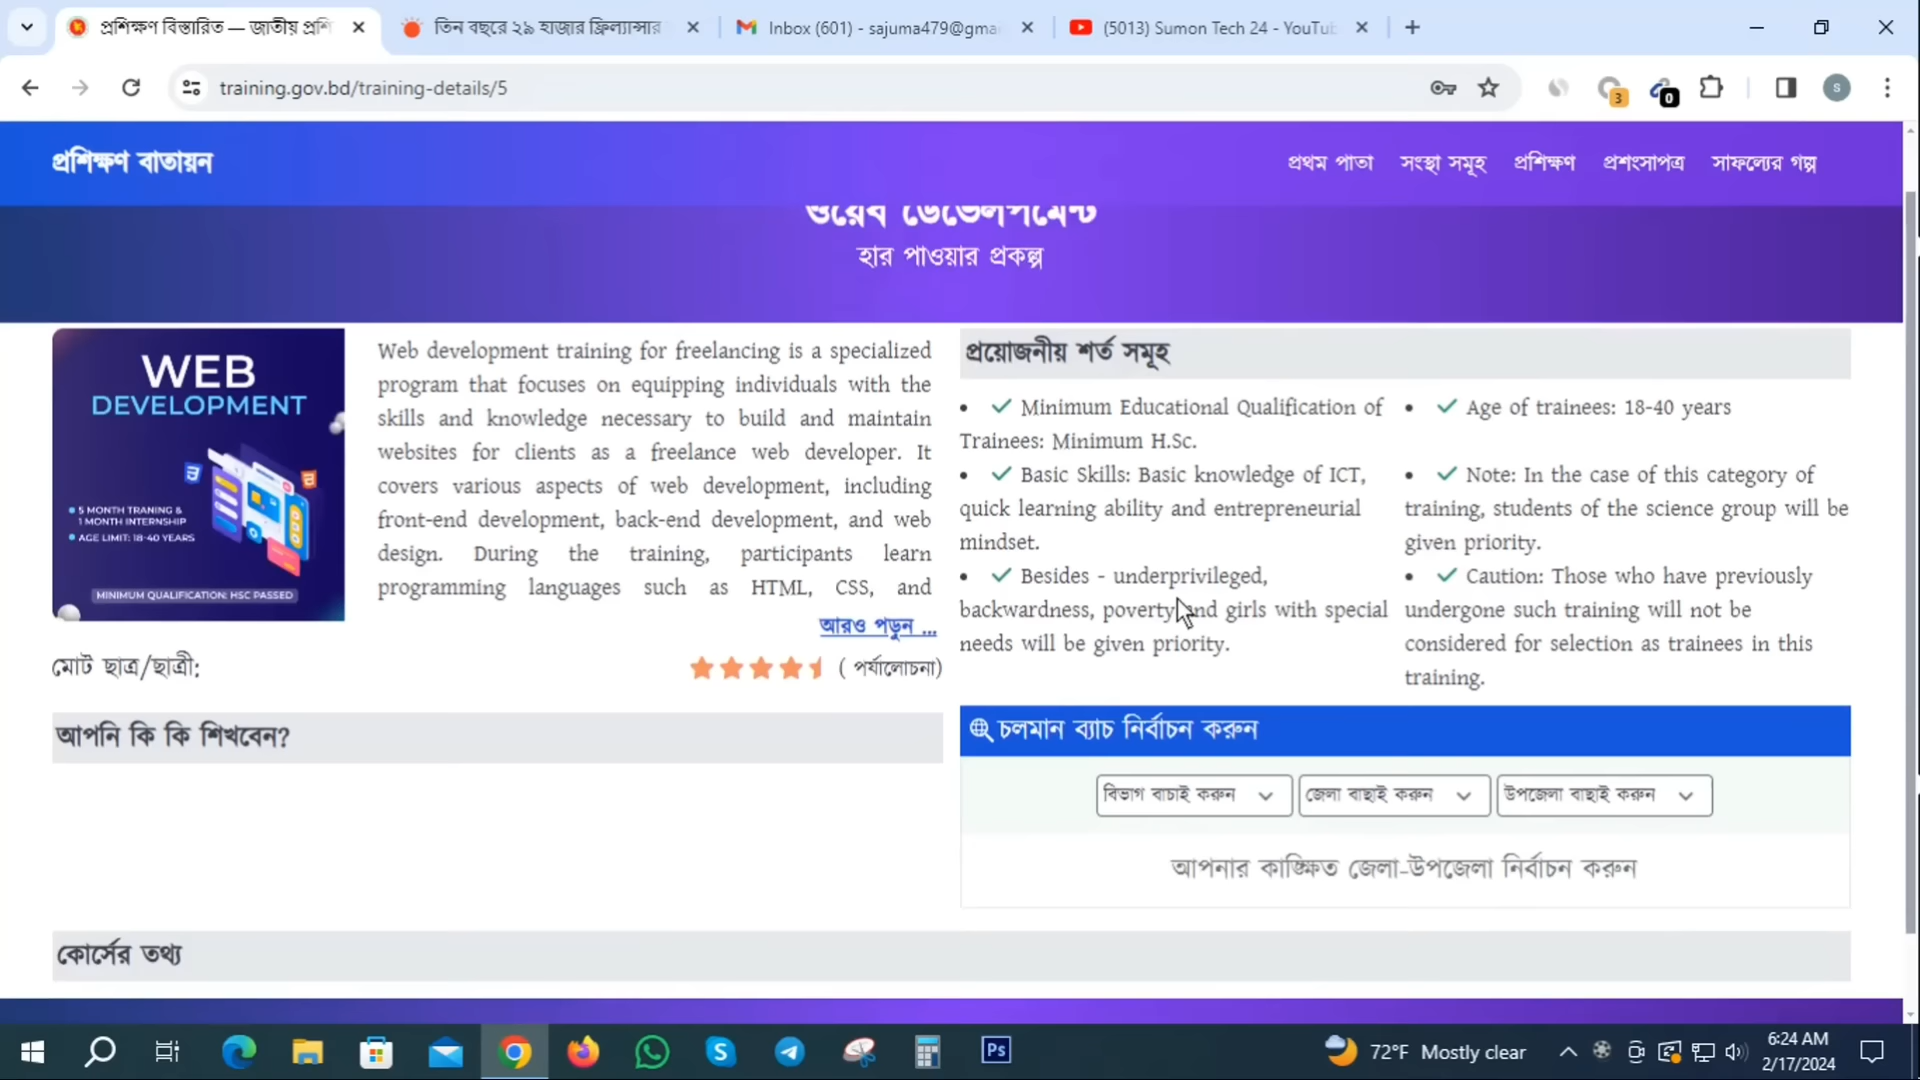 প্রশিক্ষণ বিস্তারিত — জাতীয় প্রশি
তিন বছরে ২৯ হাজার ফ্রিল্যান্সার
Inbox (601) - sajuma479@gma
(5013) Sumon Tech 24 - YouTu
training.gov.bd/training-details/5
3
0
S
প্রশিক্ষণ বাতায়ন
প্রথম পাতা
সংস্থা সমূহ
প্রশিক্ষণ
প্রশংসাপত্র
সাফল্যের গল্প
ওয়েব ডেভেলপমেন্ট
হার পাওয়ার প্রকল্প
WEB
DEVELOPMENT
5 MONTH TRANING &
1 MONTH INTERNSHIP
AGE LIMIT: 18-40 YEARS
MINIMUM QUALIFICATION: HSC PASSED
Web development training for freelancing is a specialized
program that focuses on equipping individuals with the
skills and knowledge necessary to build and maintain
websites for clients as a freelance web developer. It
covers various aspects of web development, including
front-end development, back-end development, and web
design. During the training, participants learn
programming languages such as HTML, CSS, and
আরও পড়ুন ...
মোট ছাত্র/ছাত্রী:
( পর্যালোচনা)
আপনি কি কি শিখবেন?
প্রয়োজনীয় শর্ত সমূহ
Minimum Educational Qualification of
Trainees: Minimum H.Sc.
Age of trainees: 18-40 years
Basic Skills: Basic knowledge of ICT,
quick learning ability and entrepreneurial
mindset.
Note: In the case of this category of
training, students of the science group will be
given priority.
Besides - underprivileged,
backwardness, poverty and girls with special
needs will be given priority.
Caution: Those who have previously
undergone such training will not be
considered for selection as trainees in this
training.
চলমান ব্যাচ নির্বাচন করুন
বিভাগ বাচাই করুন
জেলা বাছাই করুন
উপজেলা বাছাই করুন
আপনার কাঙ্ক্ষিত জেলা-উপজেলা নির্বাচন করুন
কোর্সের তথ্য
Ps
72°F Mostly clear
6:24 AM
2/17/2024